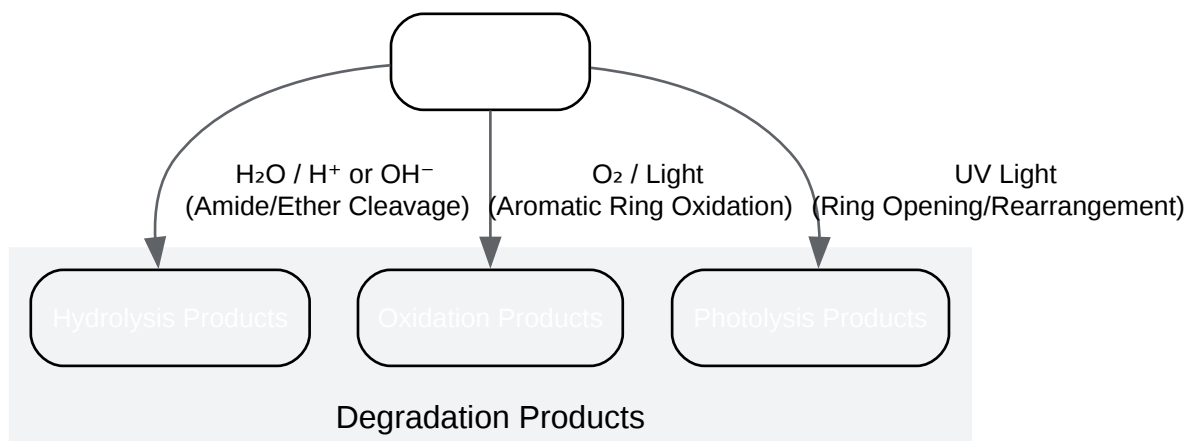 H₂O / H⁺ or OH⁻
(Amide/Ether Cleavage)
O₂ / Light
(Aromatic Ring Oxidation)
UV Light
(Ring Opening/Rearrangement)
Hydrolysis Products
Oxidation Products
Photolysis Products
Degradation Products